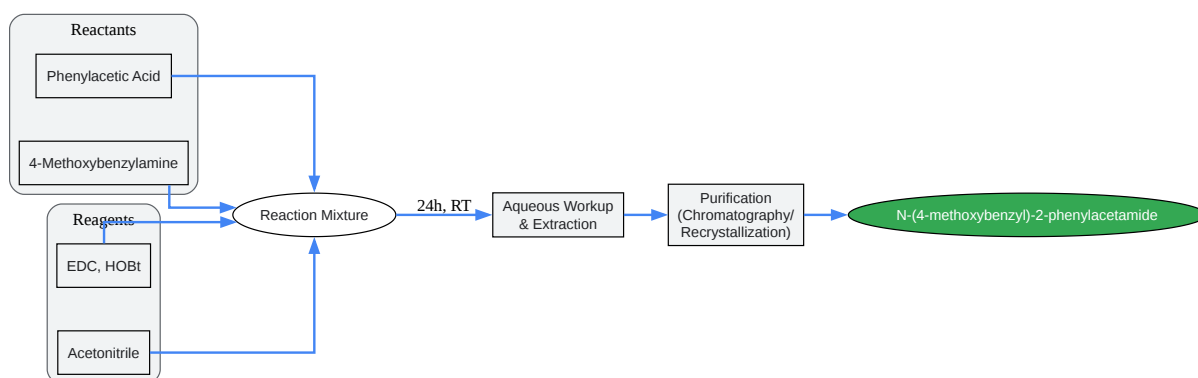 Reactants
Phenylacetic Acid
4-Methoxybenzylamine
Reagents
EDC, HOBt
Acetonitrile
Reaction Mixture
24h, RT
Aqueous Workup
& Extraction
Purification
(Chromatography/
Recrystallization)
N-(4-methoxybenzyl)-2-phenylacetamide